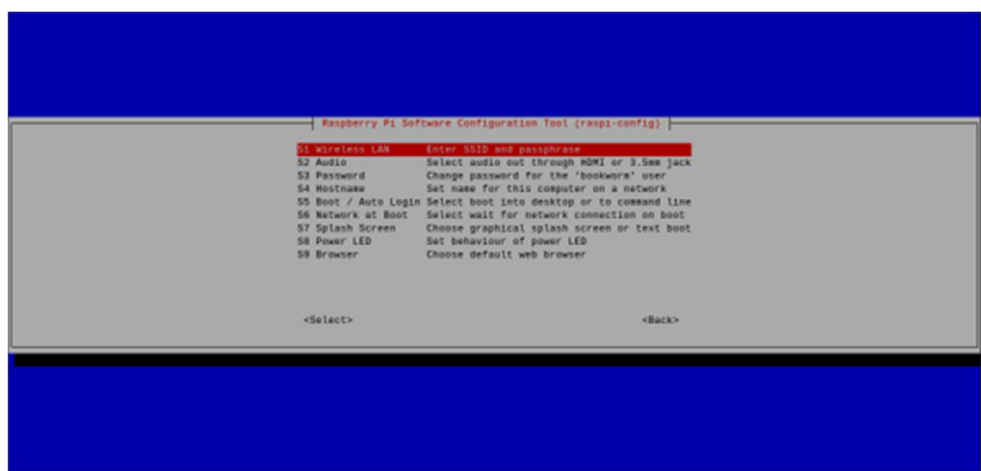 Raspberry Pi Software Configuration Tool (raspi-config)
S1 Wireless LAN Enter SSID and passphrase
S2 Audio Select audio out through HDMI or 3.5mm jack
S3 Password Change password for the 'bookworm' user
S4 Hostname Set name for this computer on a network
S5 Boot / Auto Login Select boot into desktop or to command line
S6 Network at Boot Select wait for network connection on boot
S7 Splash Screen Choose graphical splash screen or text boot
S8 Power LED Set behaviour of power LED
S9 Browser Choose default web browser
<Select> <Back>